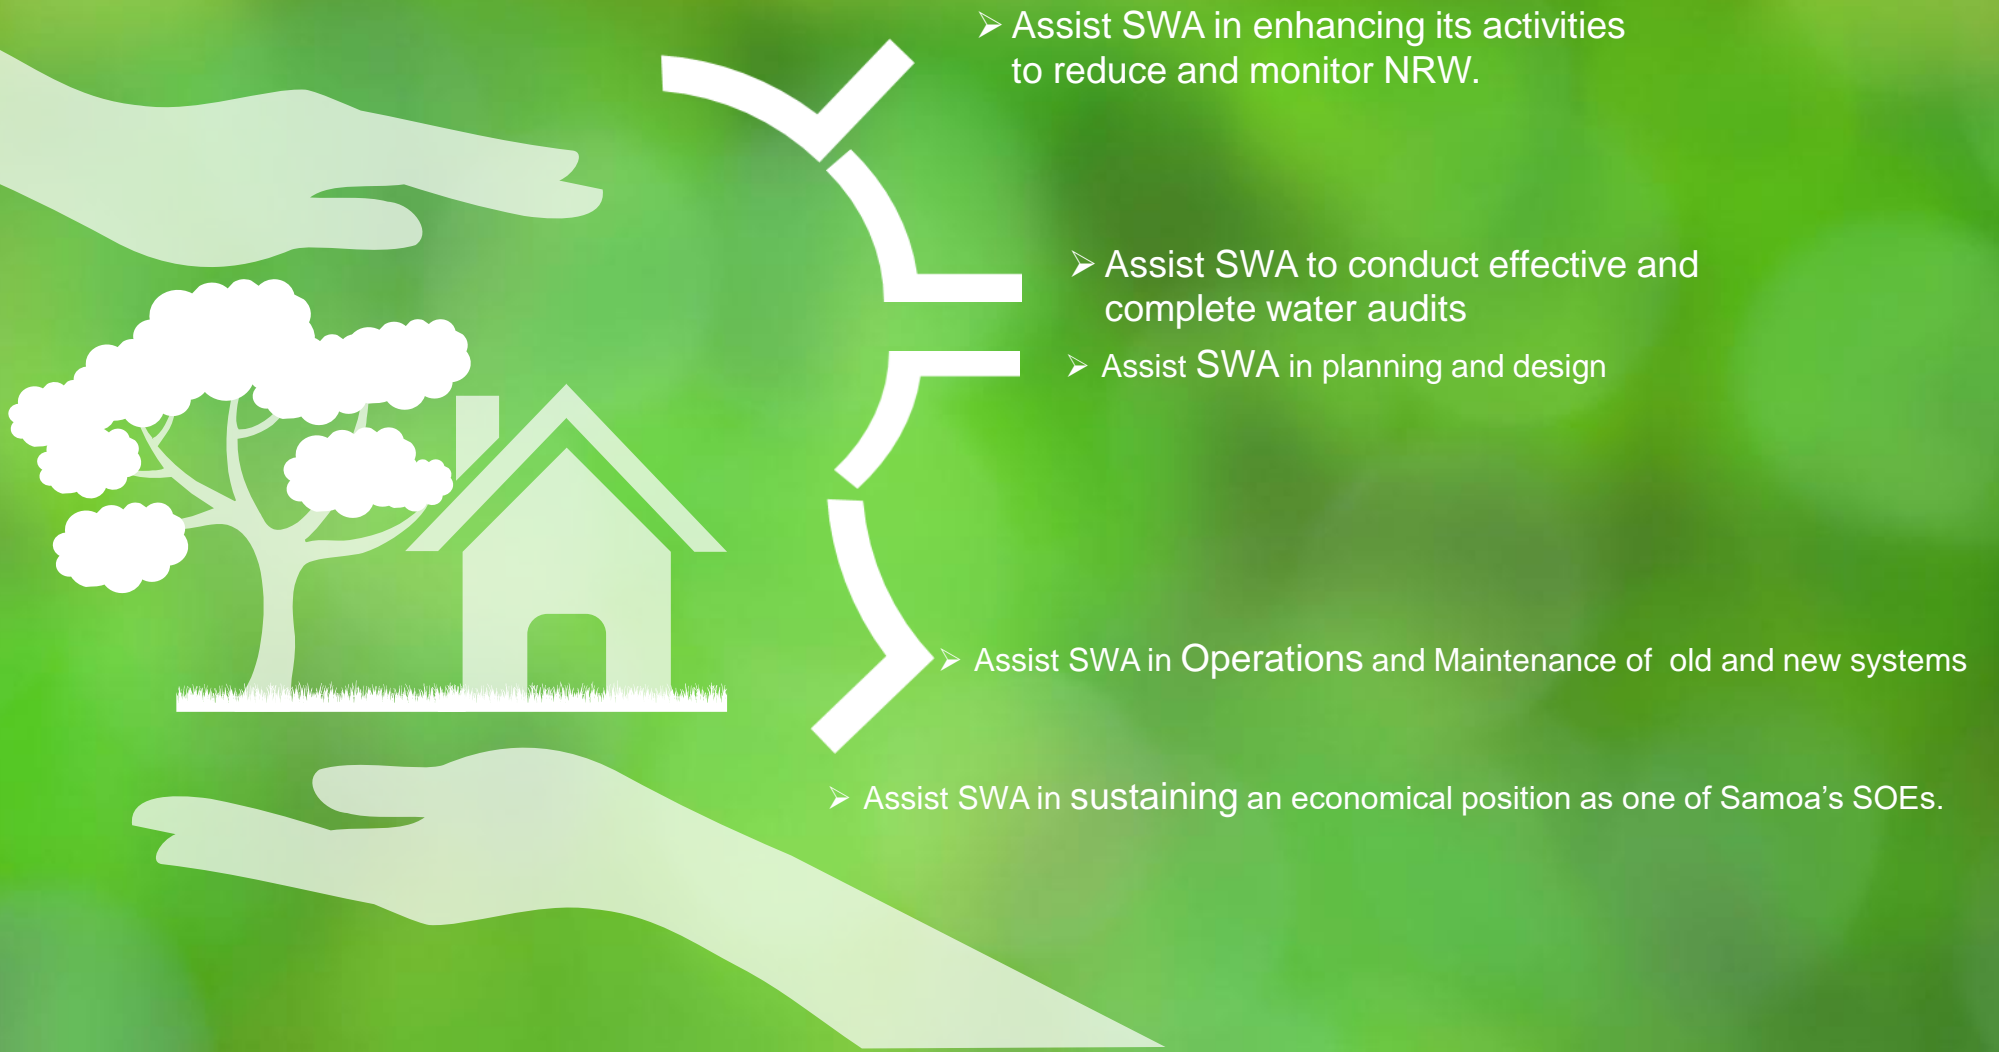 ➢ Assist SWA in enhancing its activities
to reduce and monitor NRW.
➢ Assist SWA to conduct effective and
complete water audits
➢ Assist SWA in planning and design
➢ Assist SWA in Operations and Maintenance of  old and new systems
➢ Assist SWA in sustaining an economical position as one of Samoa’s SOEs.